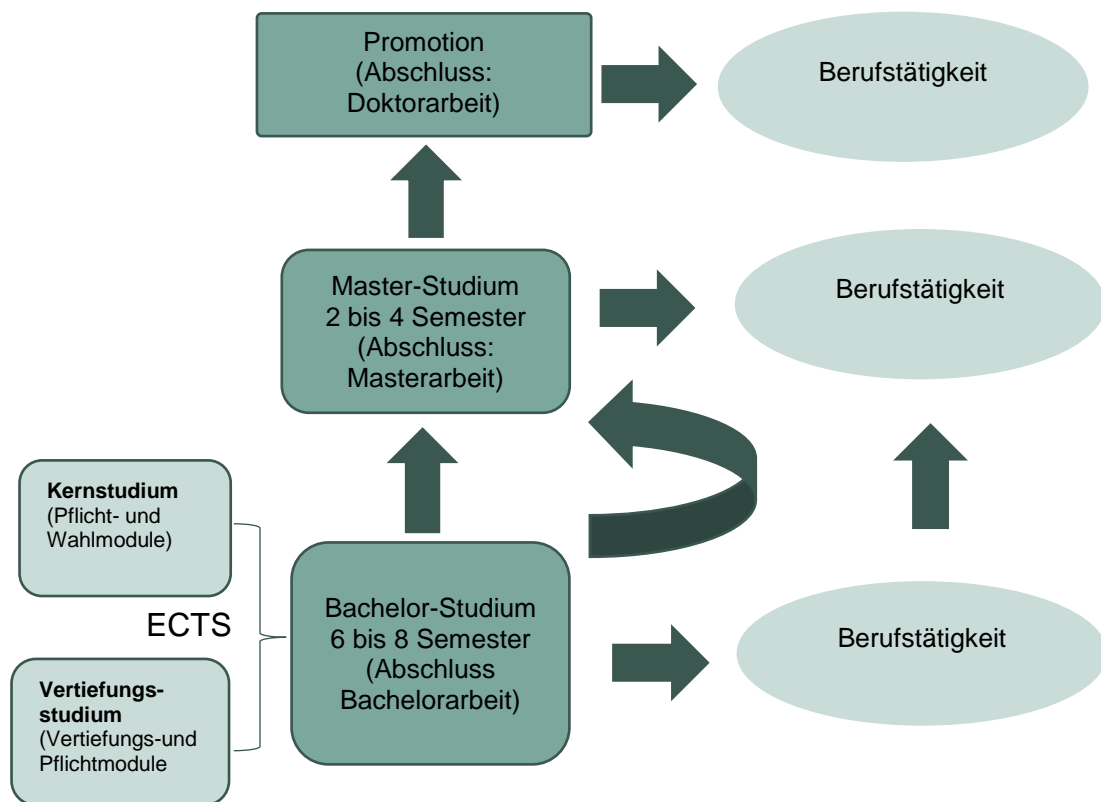 Promotion
(Abschluss:
Doktorarbeit)
Berufstätigkeit
Master-Studium
2 bis 4 Semester
(Abschluss:
Masterarbeit)
Berufstätigkeit
Kernstudium
(Pflicht- und
Wahlmodule)
ECTS
Vertiefungs-
studium
(Vertiefungs-und
Pflichtmodule
Bachelor-Studium
6 bis 8 Semester
(Abschluss
Bachelorarbeit)
Berufstätigkeit